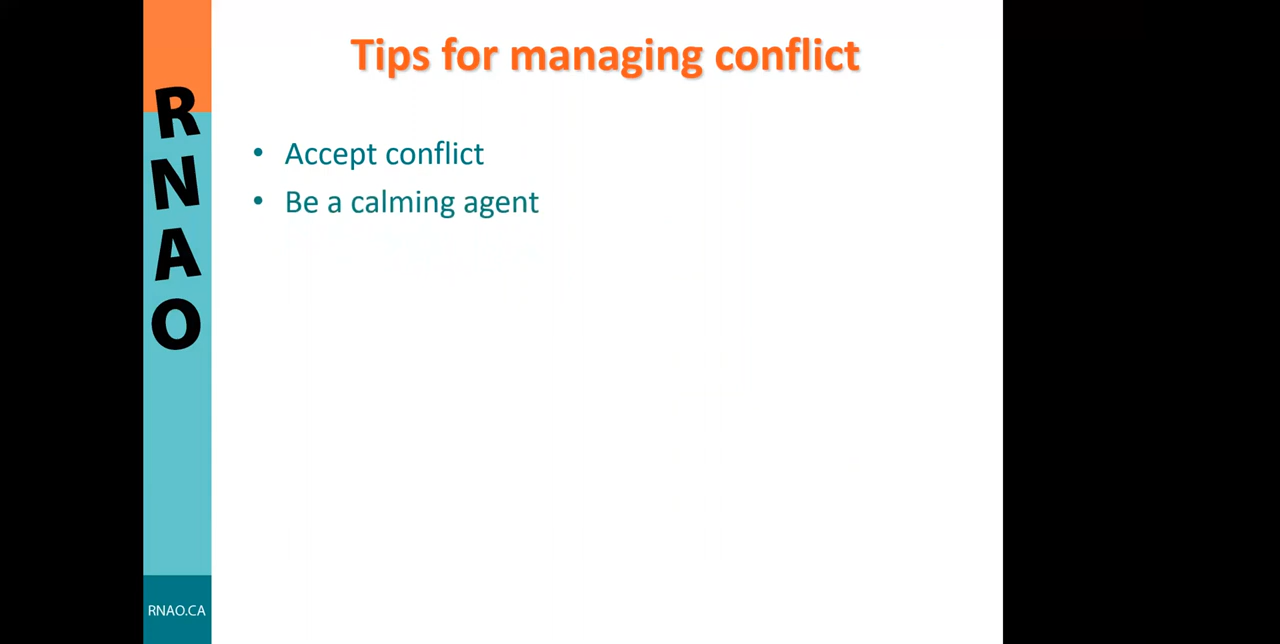 Tips for managing conflict
R
N
A
O
• Accept conflict
• Be a calming agent
RNAO.CA